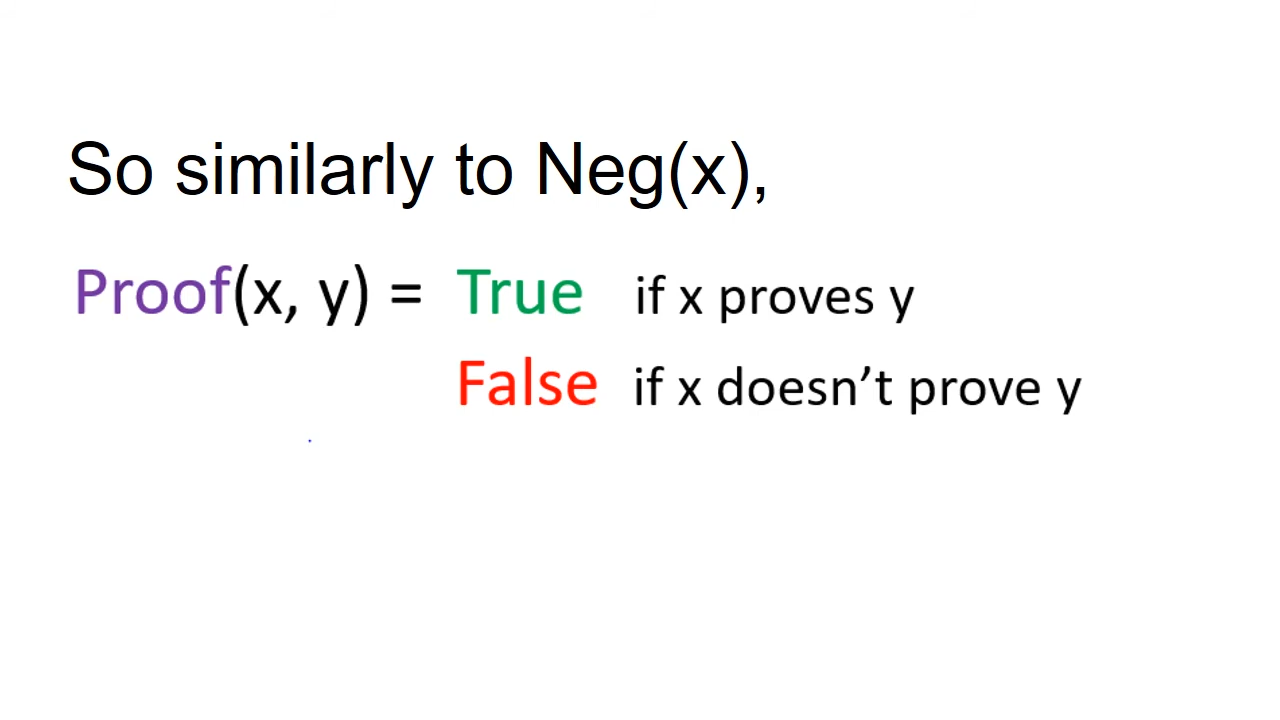 So similarly to Neg(x),
Proof(x, y) = True if x proves y
False if x doesn’t prove y